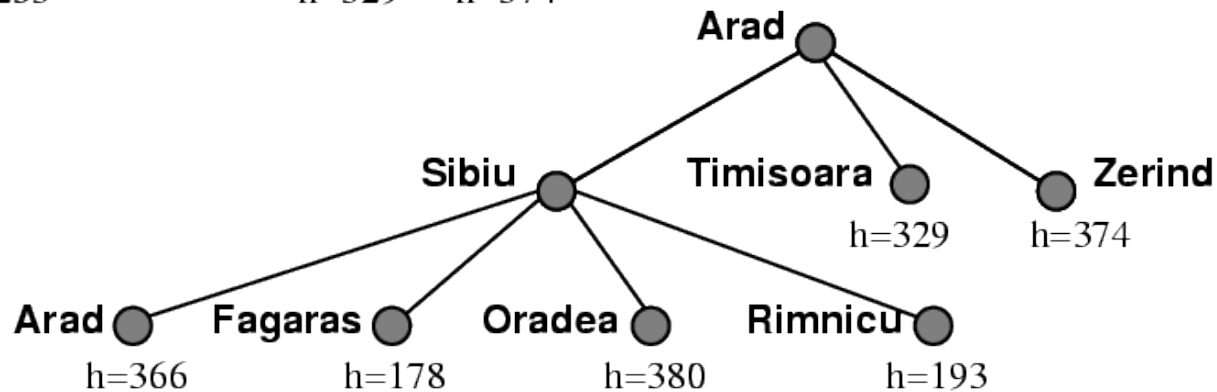 Arad
Sibiu Timisoara Zerind
h=329 h=374
Arad Fagaras Oradea Rimnicu
h=366 h=178 h=380 h=193